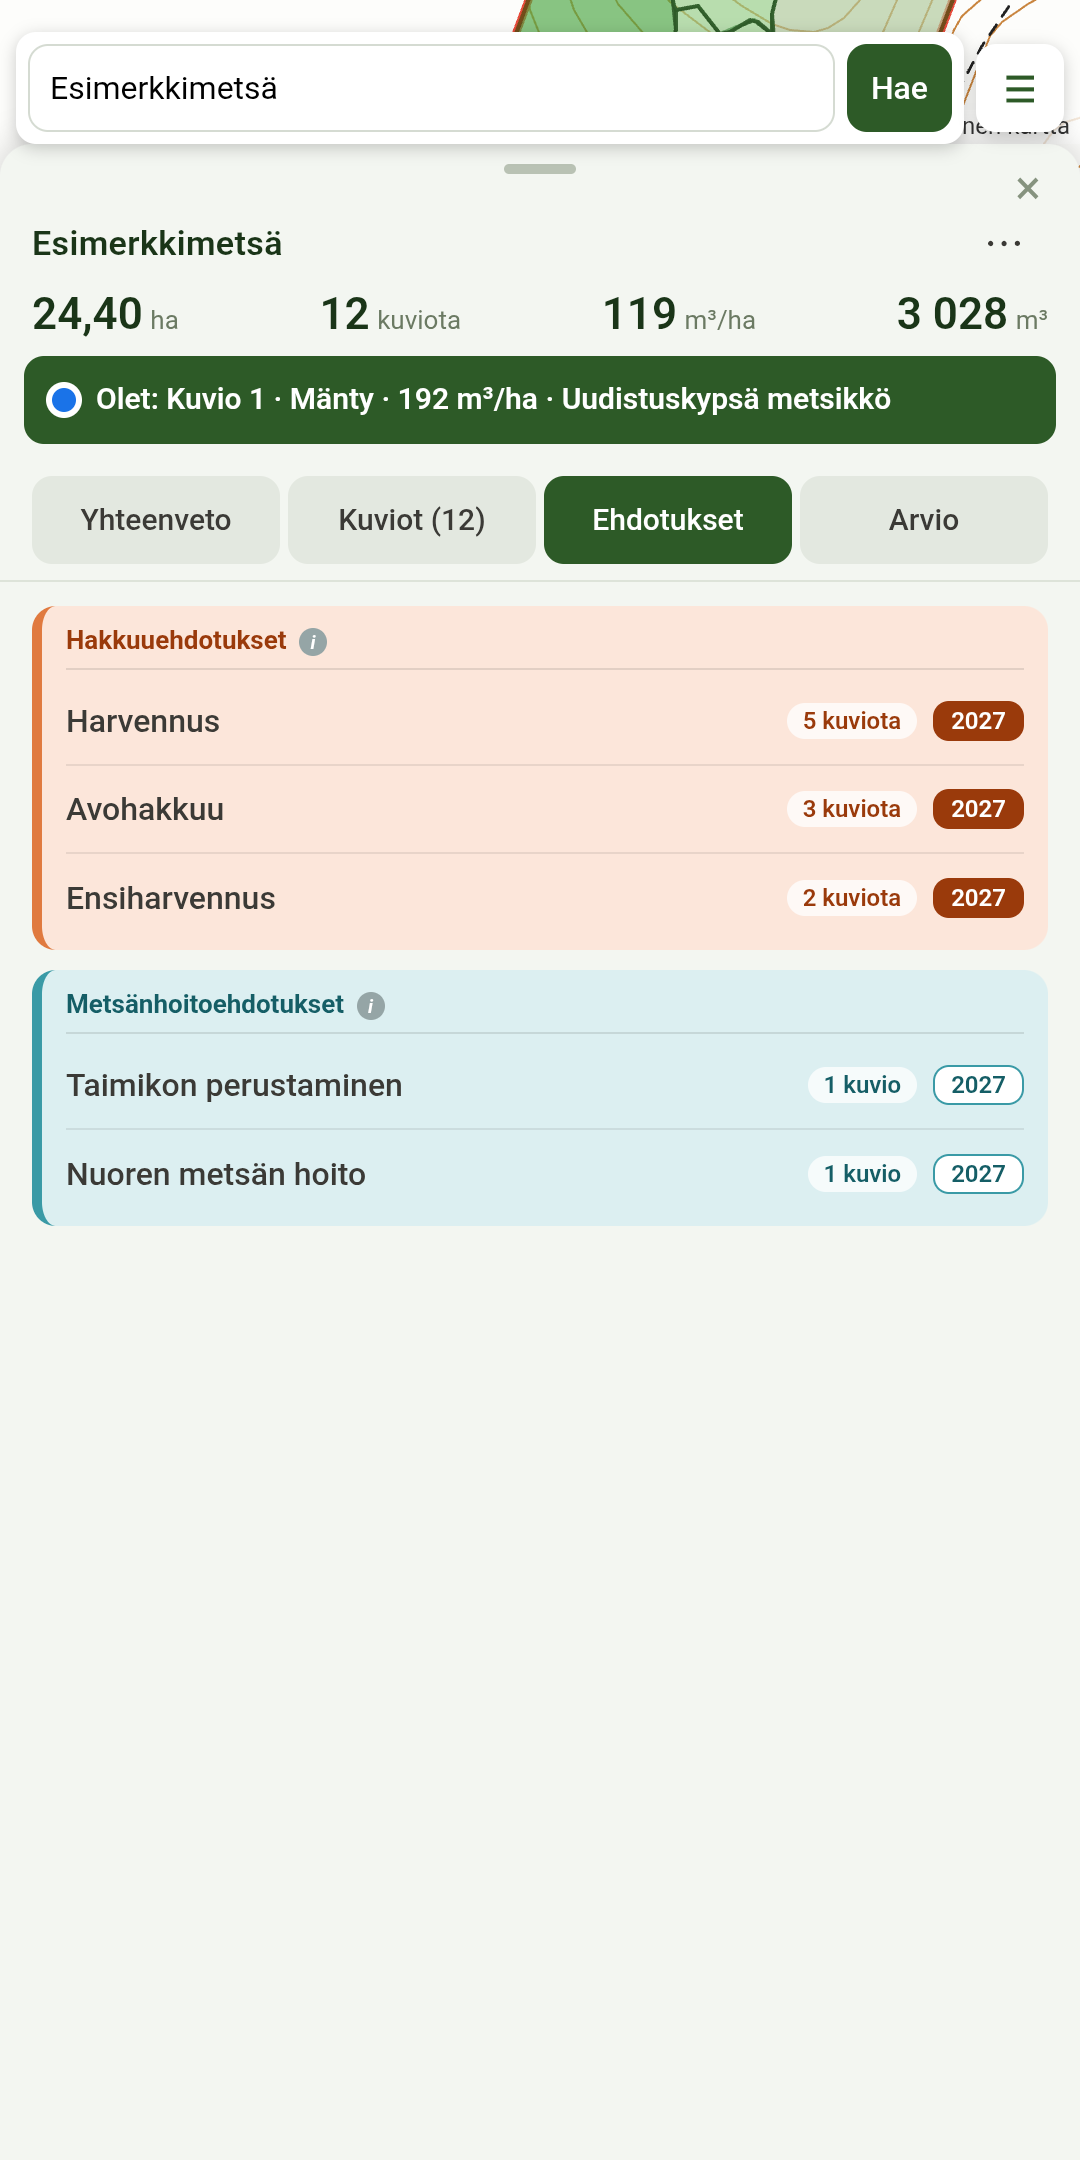 Esimerkkimetsä
Hae
Esimerkkimetsä
24,40 ha
12 kuviota
119 m³/ha
3 028 m³
Olet: Kuvio 1 · Mänty · 192 m³/ha · Uudistuskypsä metsikkö
Yhteenveto
Kuviot (12)
Ehdotukset
Arvio
Hakkuuehdotukset i
Harvennus 5 kuviota 2027
Avohakkuu 3 kuviota 2027
Ensiharvennus 2 kuviota 2027
Metsänhoitoehdotukset i
Taimikon perustaminen 1 kuvio 2027
Nuoren metsän hoito 1 kuvio 2027